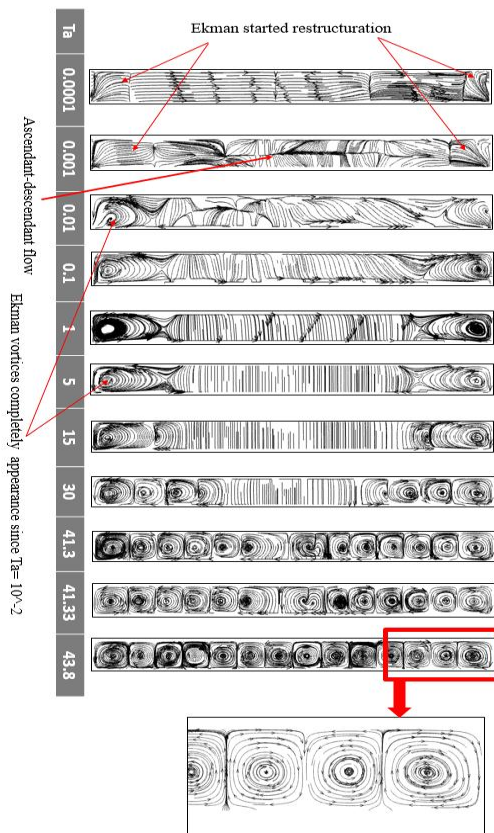 Ta
Ekman started restructuration
0.0001
0.001
Ascendant-descendant flow
0.01
0.1
1
5
15
30
41.3
41.33
43.8
Ekman vortices completely appearance since Ta= 10^-2